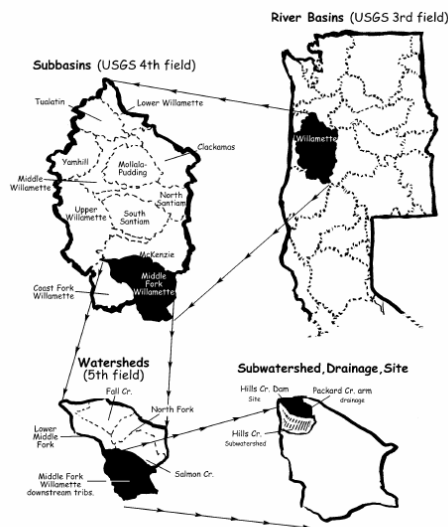 River Basins (USGS 3rd field)
Subbasins (USGS 4th field)
Tualatin
Lower Willamette
Willamette
Clackamas
Yamhill
Mollala-
Pudding
Middle
Willamette
North
Santiam
Upper
Willamette
South
Santiam
McKenzie
Middle
Fork
Willamette
Coast Fork
Willamette
Watersheds
(5th field)
Fall Cr.
North Fork
Lower
Middle
Fork
Salmon Cr.
Middle Fork
Willamette
downstream tribs.
Subwatershed, Drainage, Site
Hills Cr. Dam
Site
Packard Cr. arm
drainage
Hills Cr.
Subwatershed